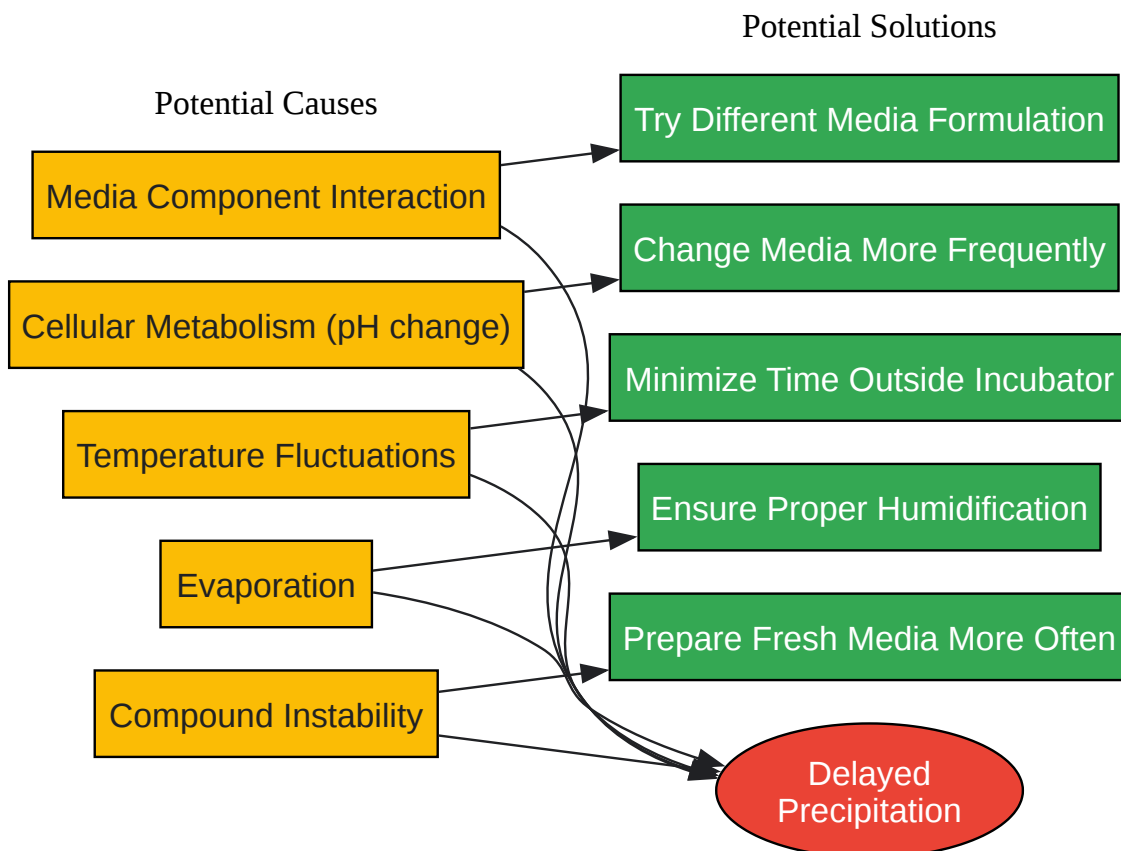 Potential Causes
Media Component Interaction
Cellular Metabolism (pH change)
Temperature Fluctuations
Evaporation
Compound Instability
Potential Solutions
Try Different Media Formulation
Change Media More Frequently
Minimize Time Outside Incubator
Ensure Proper Humidification
Prepare Fresh Media More Often
Delayed
Precipitation